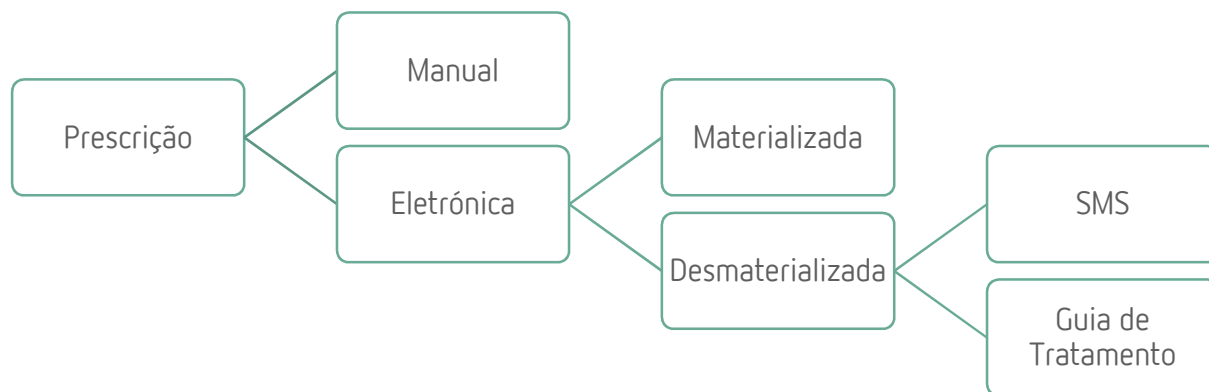 Prescrição
Manual
Eletrónica
Materializada
Desmaterializada
SMS
Guia de
Tratamento